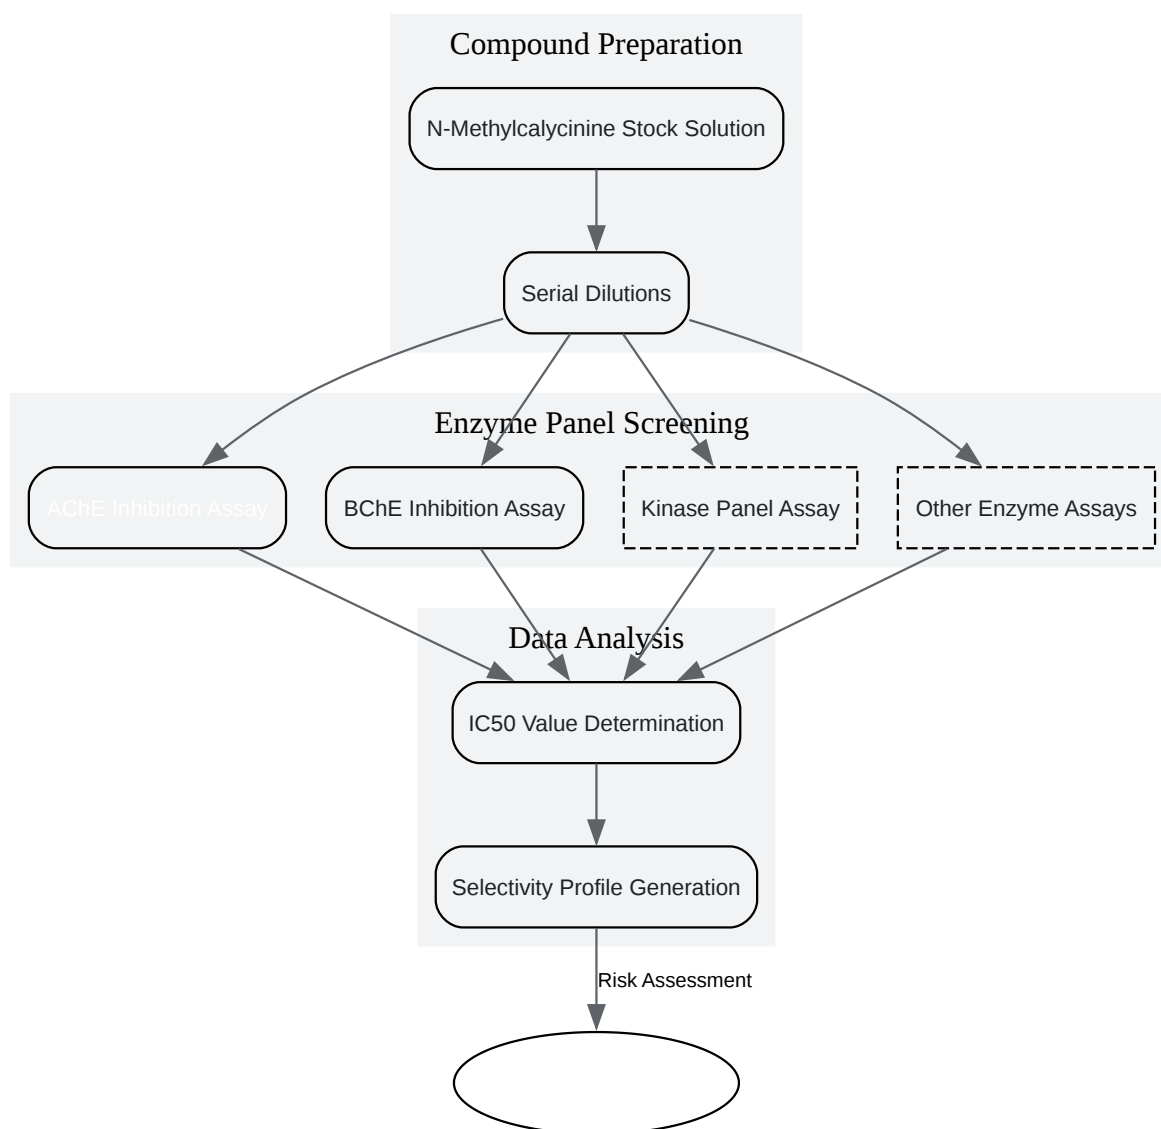 Compound Preparation
N-Methylcalycinine Stock Solution
Serial Dilutions
Enzyme Panel Screening
AChE Inhibition Assay
BChE Inhibition Assay
Kinase Panel Assay
Other Enzyme Assays
Data Analysis
IC50 Value Determination
Selectivity Profile Generation
Risk Assessment